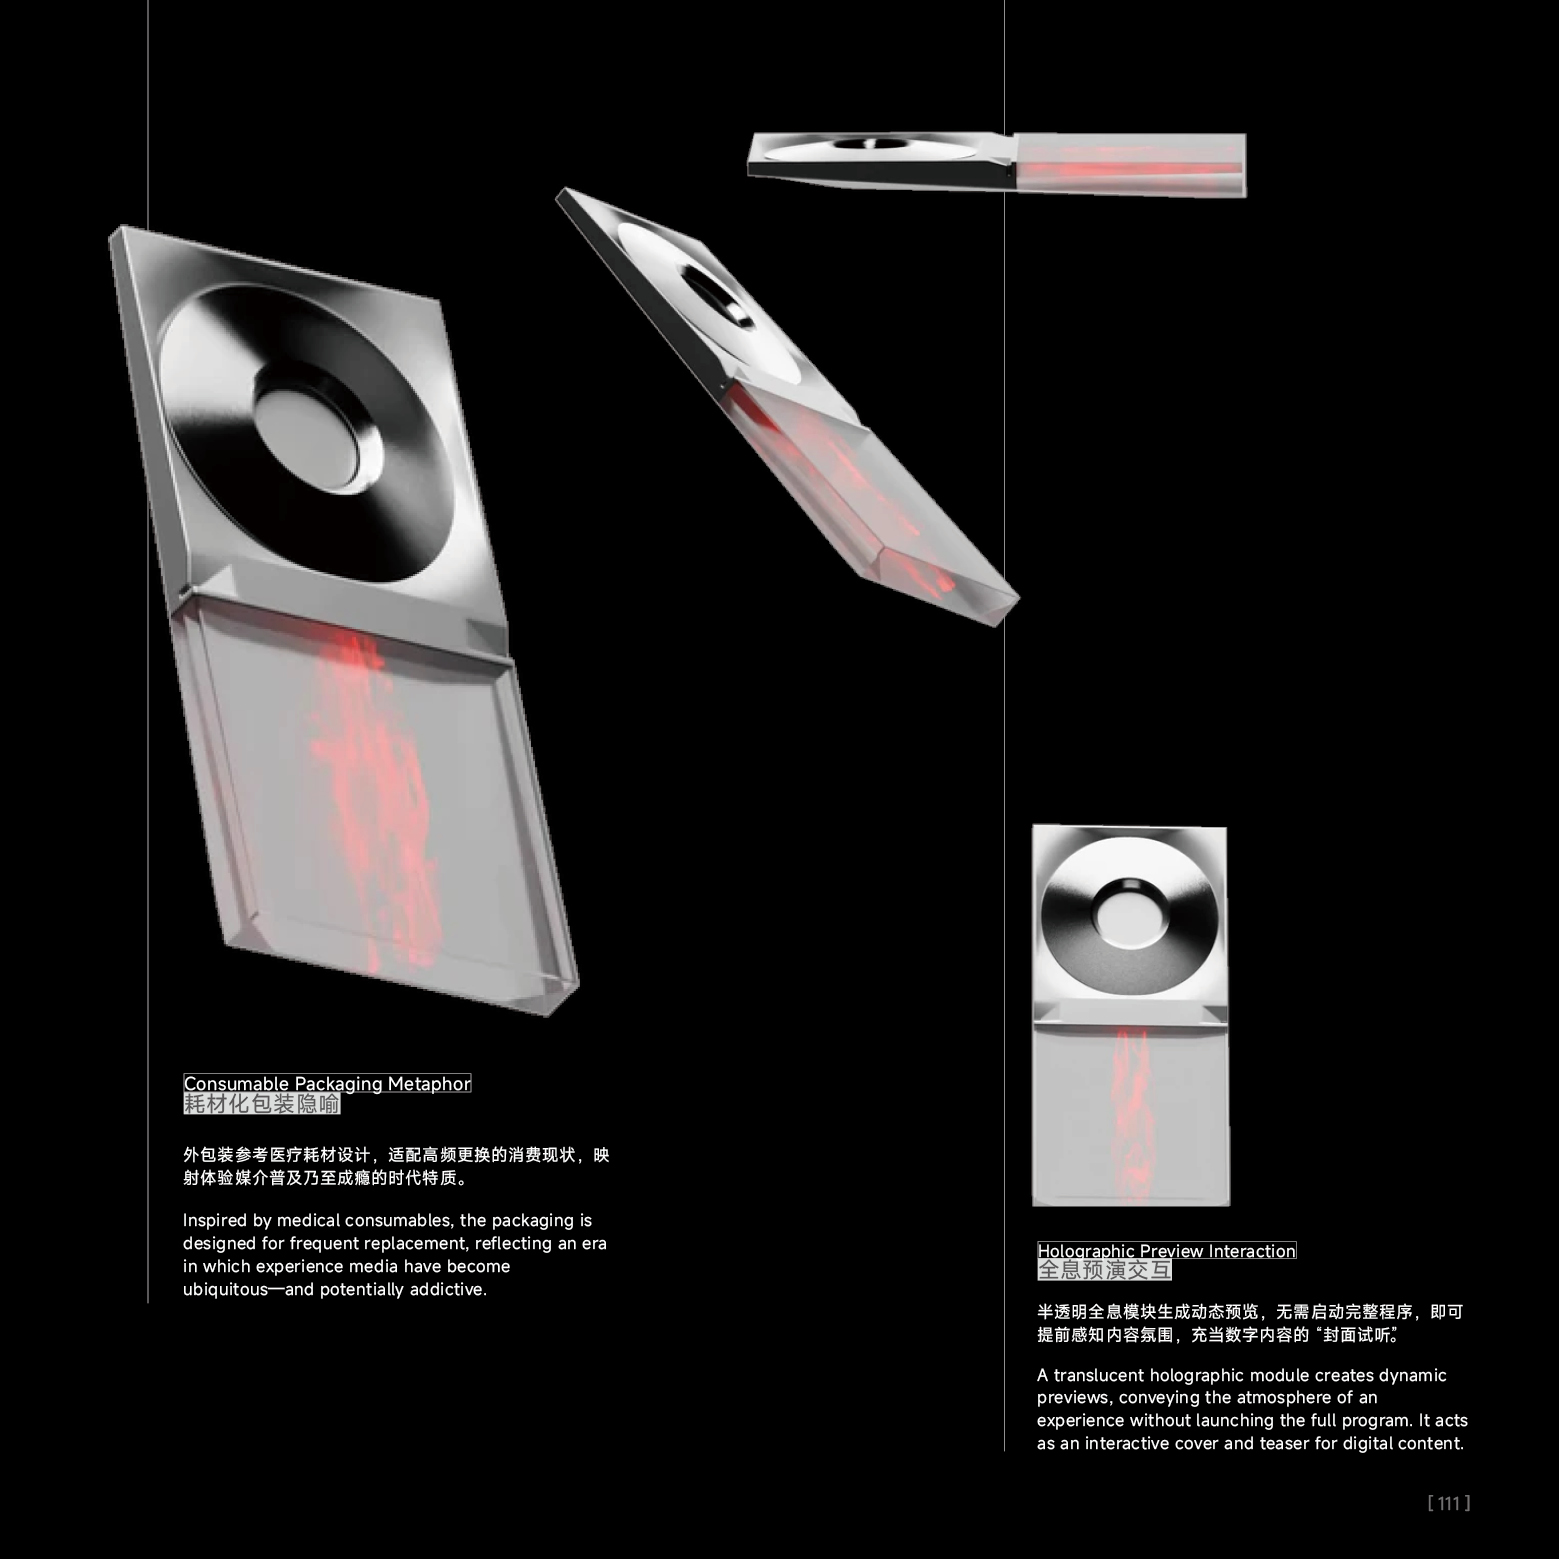 Consumable Packaging Metaphor
耗材化包装隐喻
外包装参考医疗耗材设计，适配高频更换的消费现状，映
射体验媒介普及乃至成瘾的时代特质。
Inspired by medical consumables, the packaging is
designed for frequent replacement, reflecting an era
in which experience media have become
ubiquitous—and potentially addictive.
Holographic Preview Interaction
全息预演交互
半透明全息模块生成动态预览，无需启动完整程序，即可
提前感知内容氛围，充当数字内容的“封面试听”。
A translucent holographic module creates dynamic
previews, conveying the atmosphere of an
experience without launching the full program. It acts
as an interactive cover and teaser for digital content.
[ 111 ]